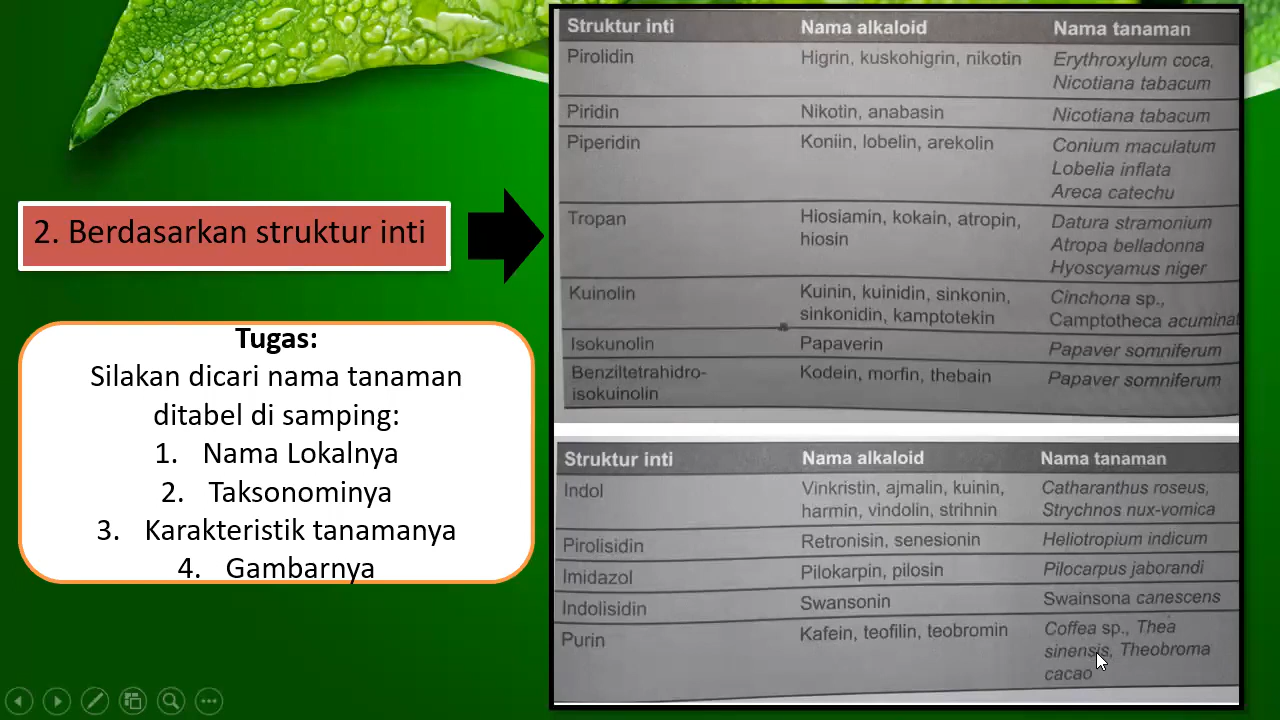 2. Berdasarkan struktur inti
Tugas:
Silakan dicari nama tanaman
ditabel di samping:
1. Nama Lokalnya
2. Taksonominya
3. Karakteristik tanamanya
4. Gambarnya
Struktur inti Nama alkaloid Nama tanaman
Pirolidin Higrin, kuskohigrin, nikotin Erythroxylum coca,
Nicotiana tabacum
Piridin Nikotin, anabasin Nicotiana tabacum
Piperidin Koniin, lobelin, arekolin Conium maculatum
Lobelia inflata
Areca catechu
Tropan Hiosiamin, kokain, atropin, Datura stramonium
hiosin Atropa belladonna
Hyoscyamus niger
Kuinolin Kuinin, kuinidin, sinkonin, Cinchona sp.,
sinkonidin, kamptotekin Camptotheca acuminat
Isokunolin Papaverin Papaver somniferum
Benziltetrahidro- Kodein, morfin, thebain Papaver somniferum
isokuinolin
Struktur inti Nama alkaloid Nama tanaman
Indol Vinkristin, ajmalin, kuinin, Catharanthus roseus,
harmin, vindolin, strihnin Strychnos nux-vomica
Pirolisidin Retronisin, senesionin Heliotropium indicum
Imidazol Pilokarpin, pilosin Pilocarpus jaborandi
Indolisidin Swansonin Swainsona canescens
Purin Kafein, teofilin, teobromin Coffea sp., Thea
sinensis, Theobroma
cacao